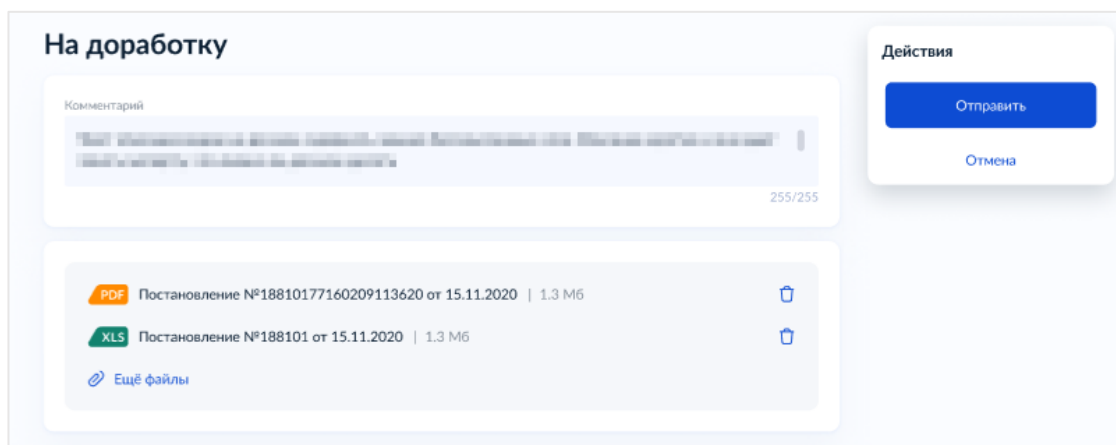 На доработку
Комментарий
255/255
PDF Постановление №18810177160209113620 от 15.11.2020 | 1.3 Мб
XLS Постановление №188101 от 15.11.2020 | 1.3 Мб
Ещё файлы
Действия
Отправить
Отмена